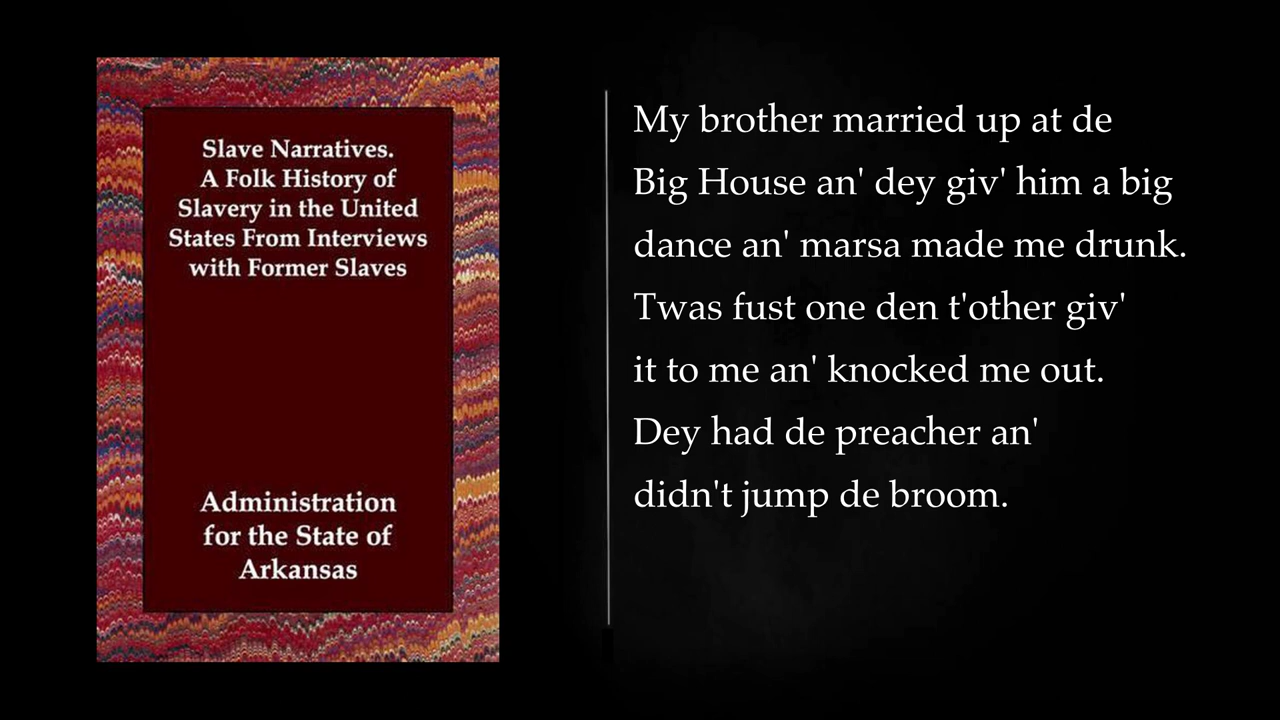 Slave Narratives.
A Folk History of
Slavery in the United
States From Interviews
with Former Slaves
Administration
for the State of
Arkansas
My brother married up at de
Big House an' dey giv' him a big
dance an' marsa made me drunk.
Twas fust one den t'other giv'
it to me an' knocked me out.
Dey had de preacher an'
didn't jump de broom.